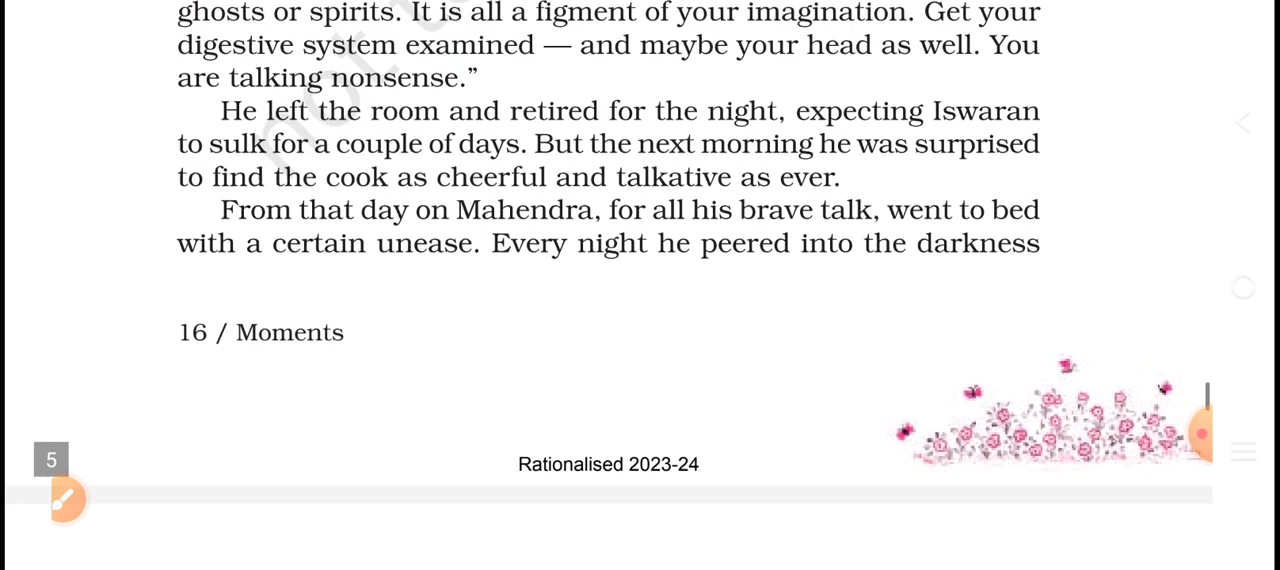 ghosts or spirits. It is all a figment of your imagination. Get your
digestive system examined — and maybe your head as well. You
are talking nonsense.”
He left the room and retired for the night, expecting Iswaran
to sulk for a couple of days. But the next morning he was surprised
to find the cook as cheerful and talkative as ever.
From that day on Mahendra, for all his brave talk, went to bed
with a certain unease. Every night he peered into the darkness
16 / Moments
5
Rationalised 2023-24